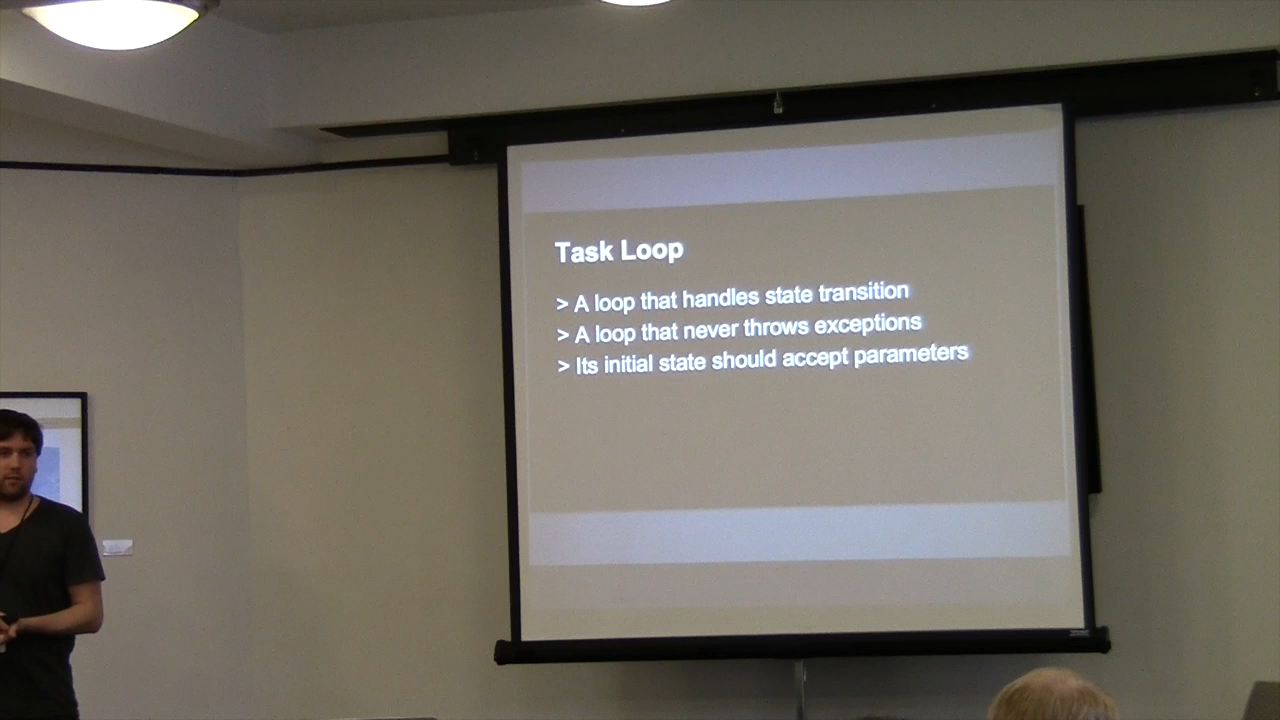 Task Loop
> A loop that handles state transition
> A loop that never throws exceptions
> Its initial state should accept parameters